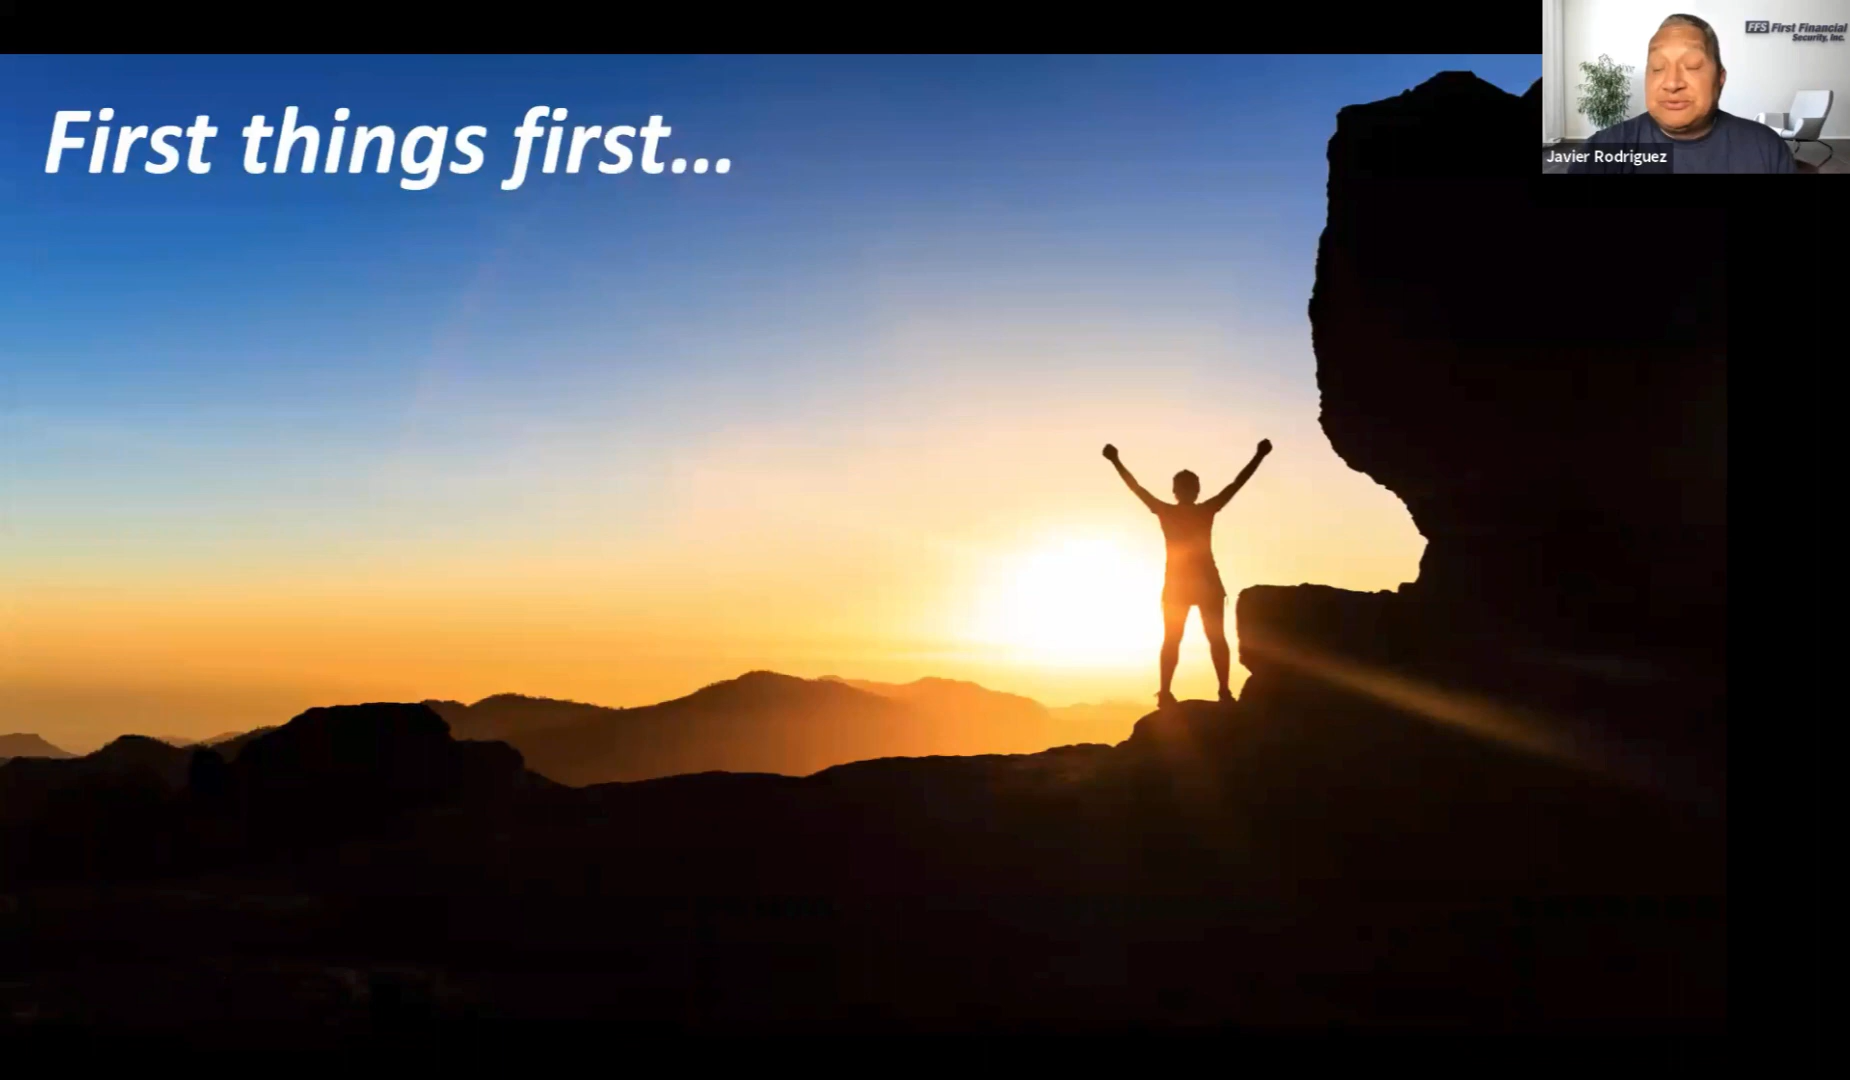 First things first...
FFS First Financial
Security, Inc.
Javier Rodriguez